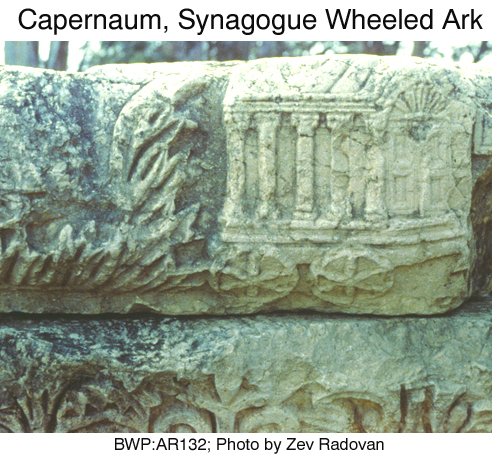 Capernaum, Synagogue Wheeled Ark
BWP:AR132; Photo by Zev Radovan